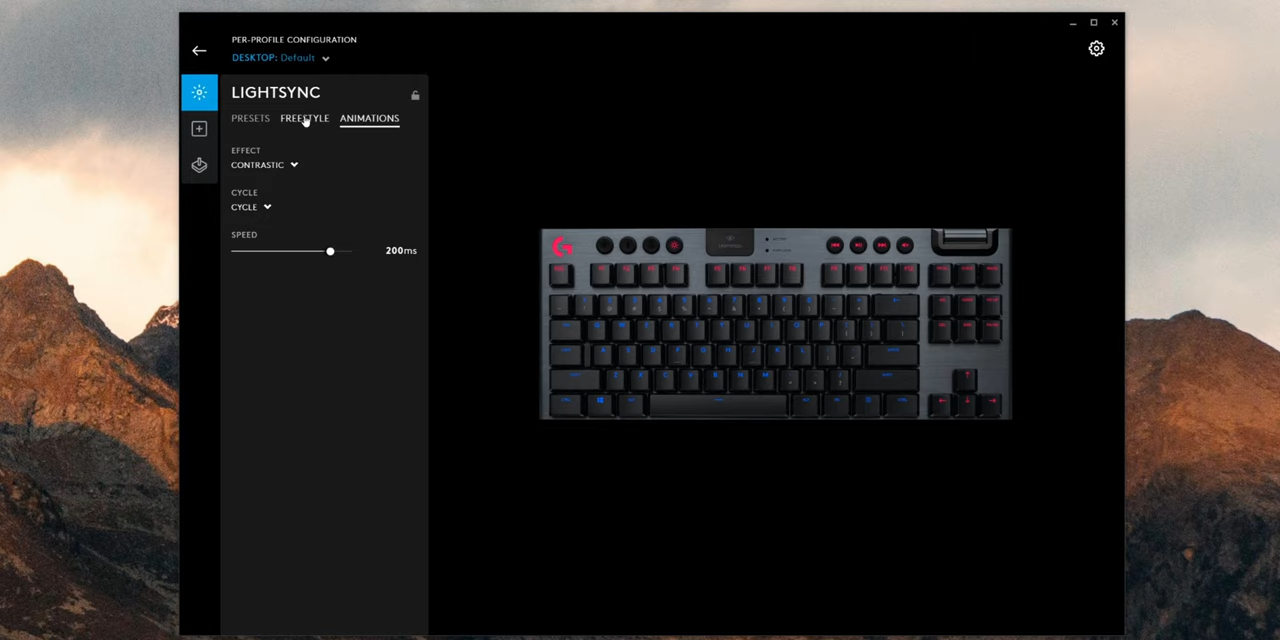 PER-PROFILE CONFIGURATION
DESKTOP: Default
LIGHTSYNC
PRESETS FREESTYLE ANIMATIONS
EFFECT
CONTRASTIC
CYCLE
CYCLE
SPEED
200ms